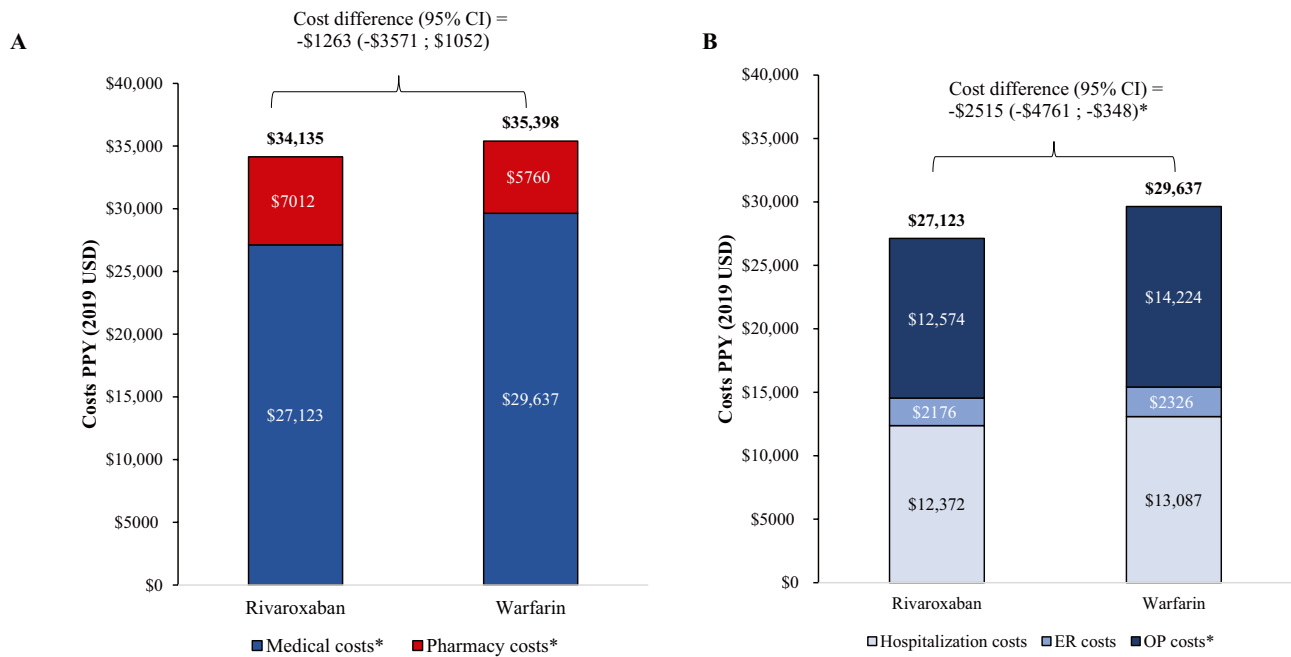 A
Cost difference (95% CI) =
-$1263 (-$3571 ; $1052)
Costs PPY (2019 USD)
$40,000
$35,000
$30,000
$25,000
$20,000
$15,000
$10,000
$5000
$0
$34,135
$35,398
$7012
$5760
$27,123
$29,637
Rivaroxaban
Warfarin
Medical costs*
Pharmacy costs*
B
Cost difference (95% CI) =
-$2515 (-$4761 ; -$348)*
Costs PPY (2019 USD)
$40,000
$35,000
$30,000
$25,000
$20,000
$15,000
$10,000
$5000
$0
$27,123
$29,637
$12,574
$14,224
$2176
$2326
$12,372
$13,087
Rivaroxaban
Warfarin
Hospitalization costs
ER costs
OP costs*